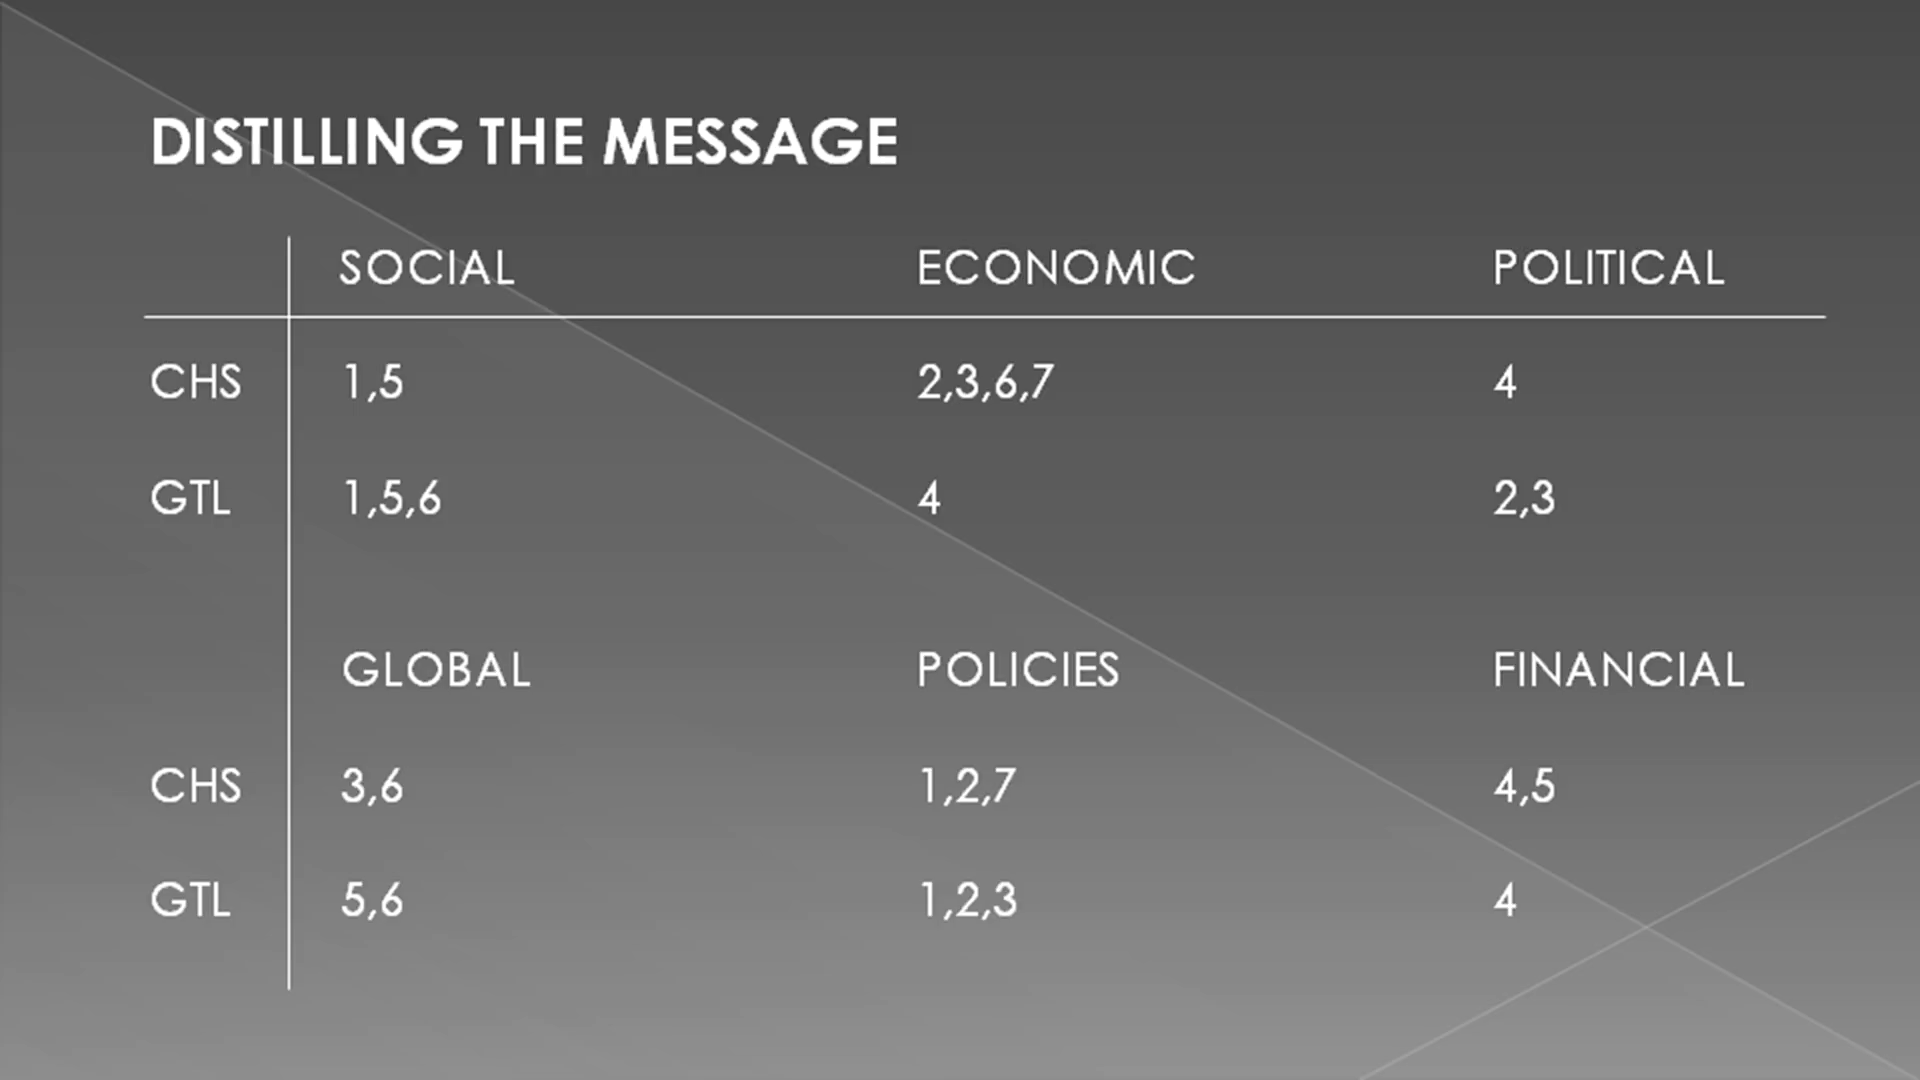 DISTILLING THE MESSAGE
SOCIAL ECONOMIC POLITICAL
CHS 1,5 2,3,6,7 4
GTL 1,5,6 4 2,3
GLOBAL POLICIES FINANCIAL
CHS 3,6 1,2,7 4,5
GTL 5,6 1,2,3 4